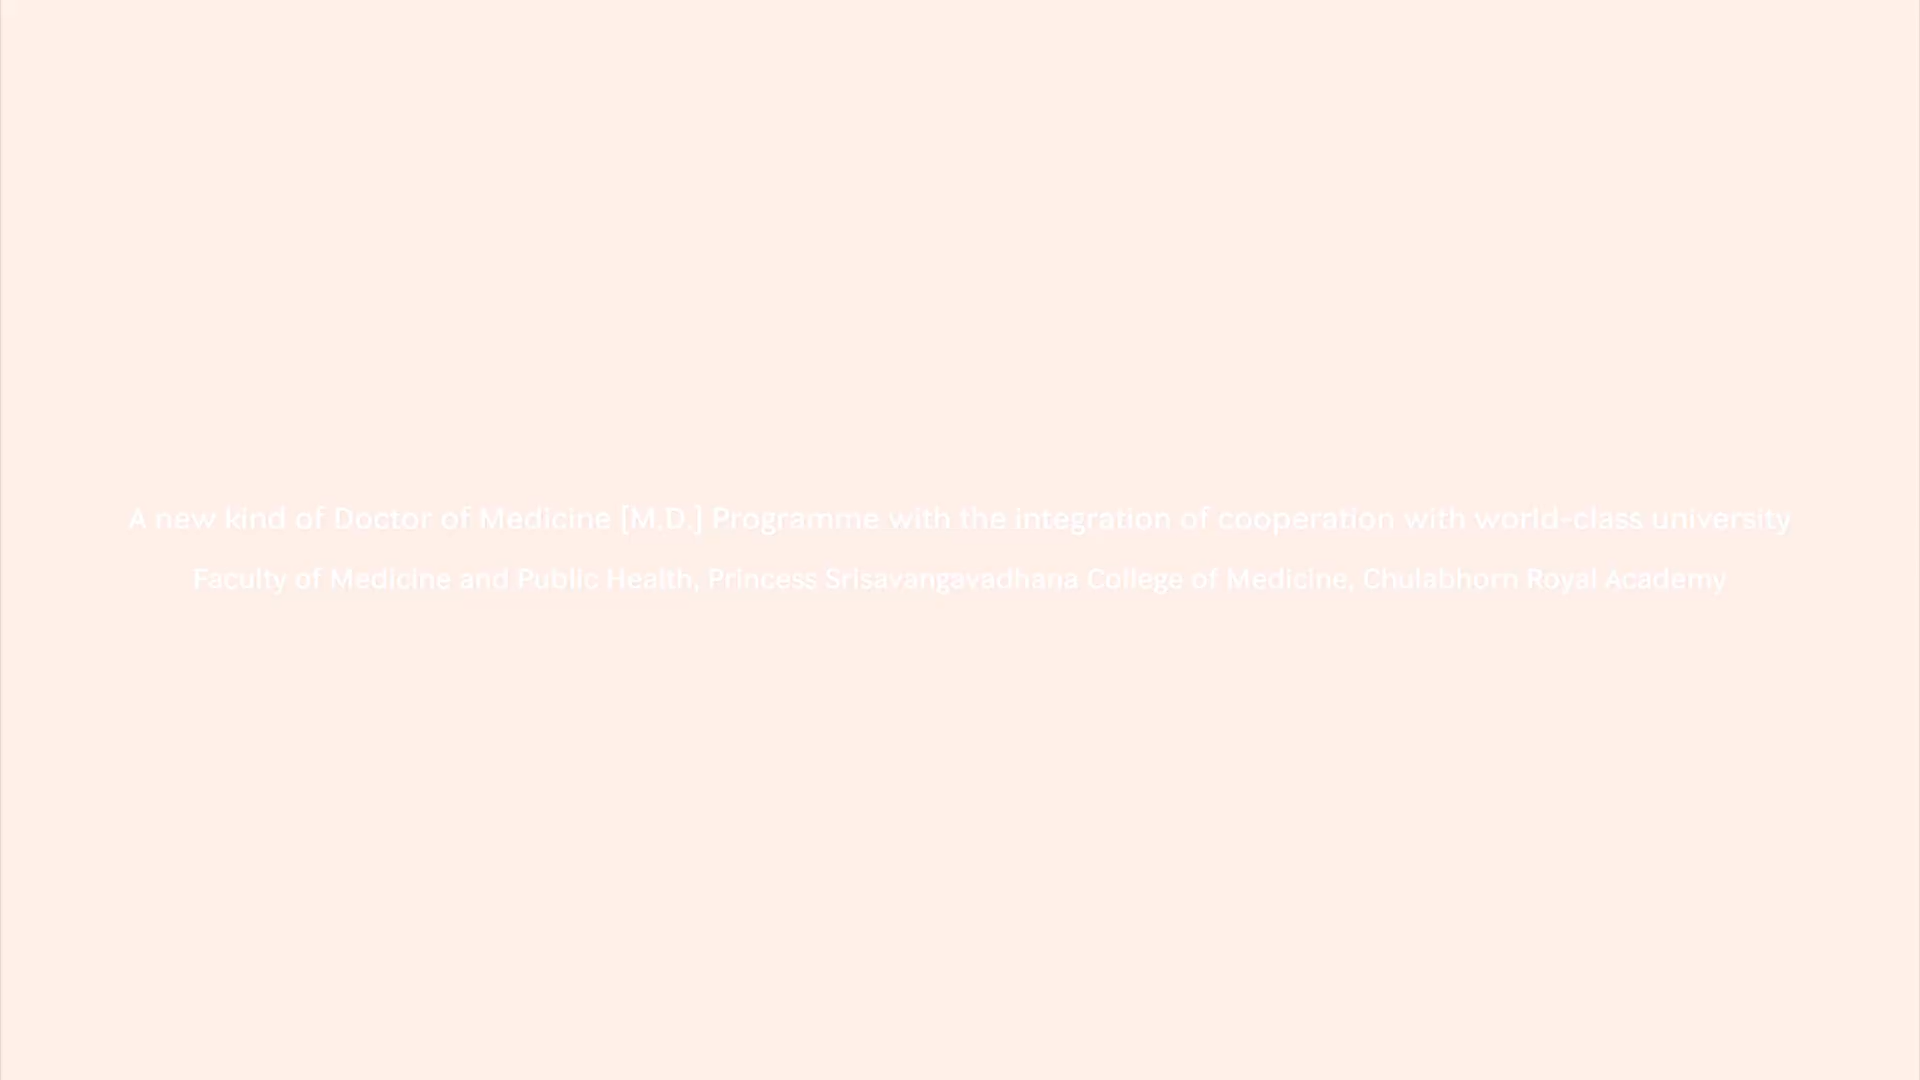 A new kind of Doctor of Medicine [M.D.] Programme with the integration of cooperation with world-class university
Faculty of Medicine and Public Health, Princess Srisavangavadhana College of Medicine, Chulabhorn Royal Academy